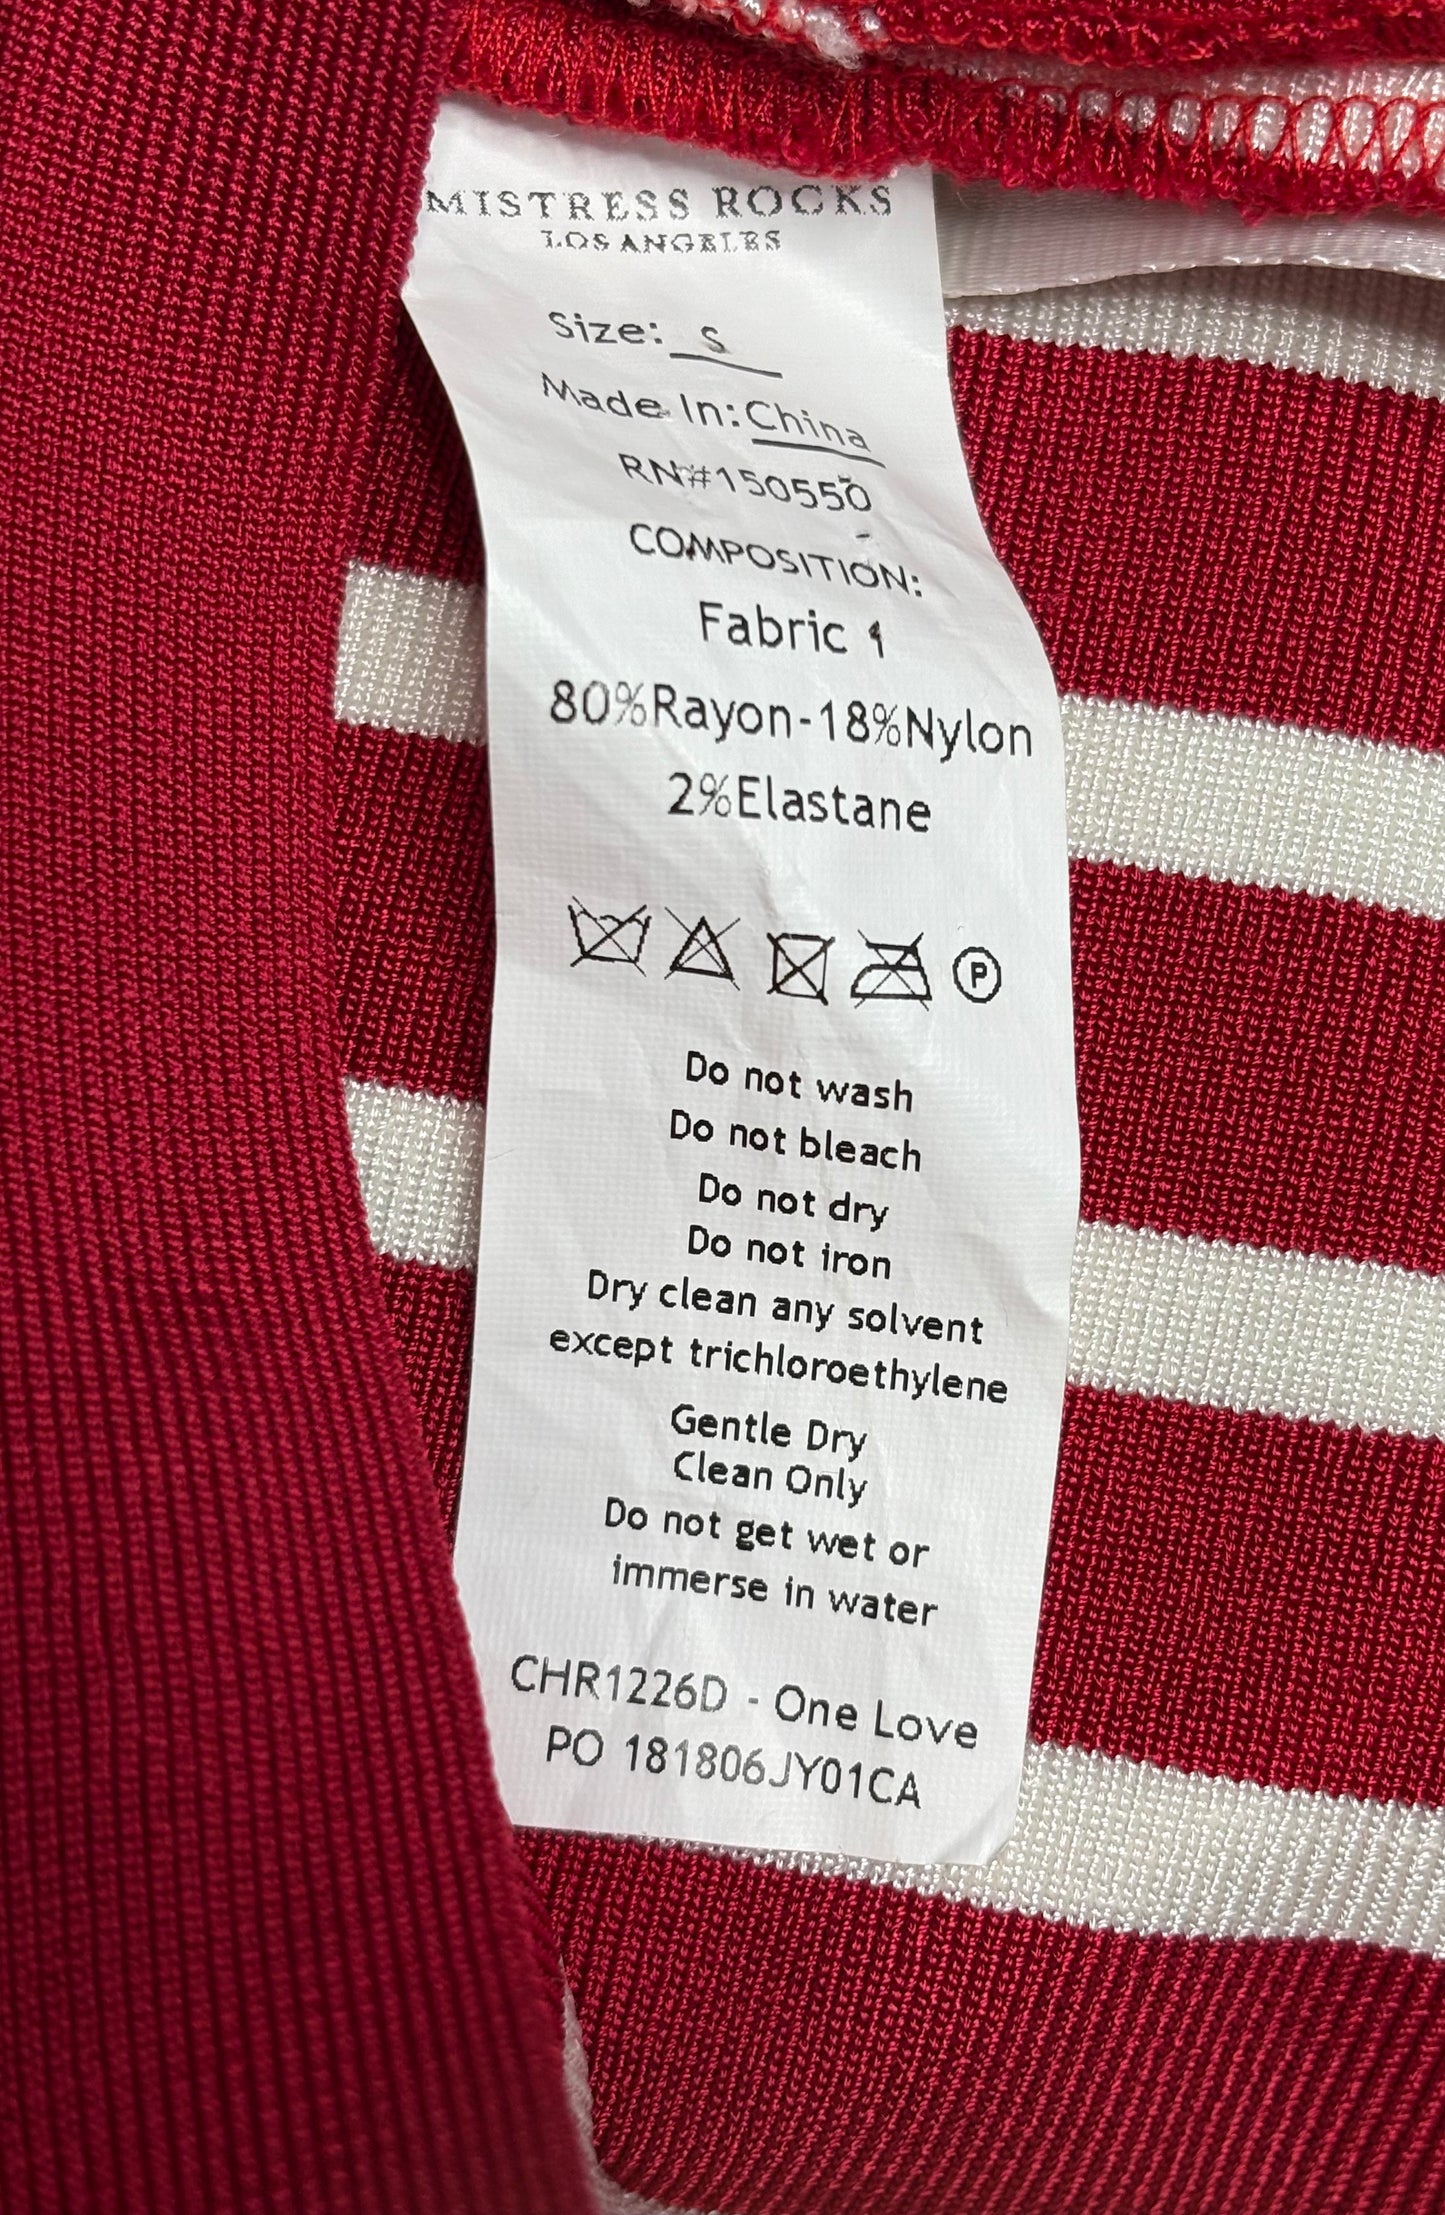 MISTRESS ROCKS
LOS ANGELES
Size: S
Made In: China
RN#150550
COMPOSITION:
Fabric 1
80%Rayon-18%Nylon
2%Elastane
P
Do not wash
Do not bleach
Do not dry
Do not iron
Dry clean any solvent
except trichloroethylene
Gentle Dry
Clean Only
Do not get wet or
immerse in water
CHR1226D - One Love
PO 181806JY01CA